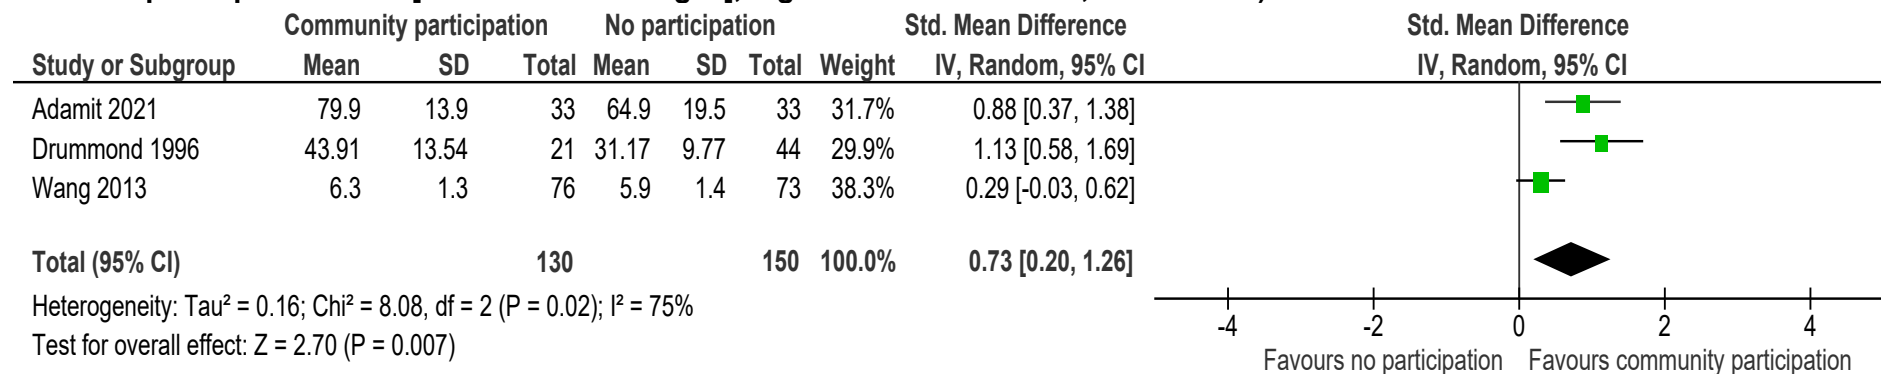 Community participation No participation Std. Mean Difference Std. Mean Difference
Study or Subgroup Mean SD Total Mean SD Total Weight IV, Random, 95% CI IV, Random, 95% CI
Adamit 2021 79.9 13.9 33 64.9 19.5 33 31.7% 0.88 [0.37, 1.38]
Drummond 1996 43.91 13.54 21 31.17 9.77 44 29.9% 1.13 [0.58, 1.69]
Wang 2013 6.3 1.3 76 5.9 1.4 73 38.3% 0.29 [-0.03, 0.62]
Total (95% CI) 130 150 100.0% 0.73 [0.20, 1.26]
Heterogeneity: Tau² = 0.16; Chi² = 8.08, df = 2 (P = 0.02); I² = 75%
Test for overall effect: Z = 2.70 (P = 0.007)
-4 -2 0 2 4
Favours no participation Favours community participation